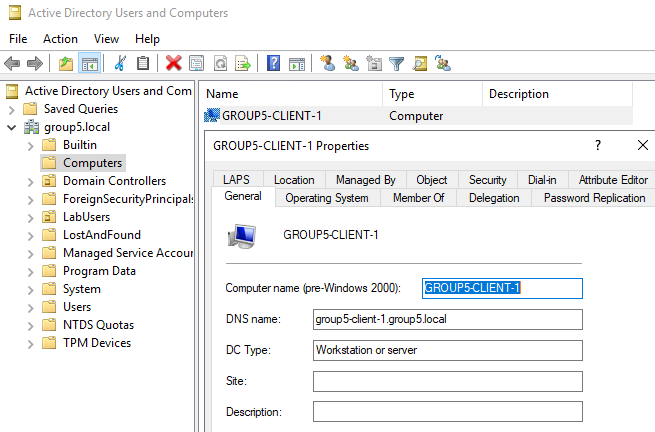 Active Directory Users and Computers
File Action View Help
Active Directory Users and Com
Saved Queries
group5.local
Builtin
Computers
Domain Controllers
ForeignSecurityPrincipals
LabUsers
LostAndFound
Managed Service Accour
Program Data
System
Users
NTDS Quotas
TPM Devices
Name Type Description
GROUP5-CLIENT-1 Computer
GROUP5-CLIENT-1 Properties
LAPS Location Managed By Object Security Dial-in Attribute Editor
General Operating System Member Of Delegation Password Replication
GROUP5-CLIENT-1
Computer name (pre-Windows 2000): GROUP5-CLIENT-1
DNS name: group5-client-1.group5.local
DC Type: Workstation or server
Site:
Description: